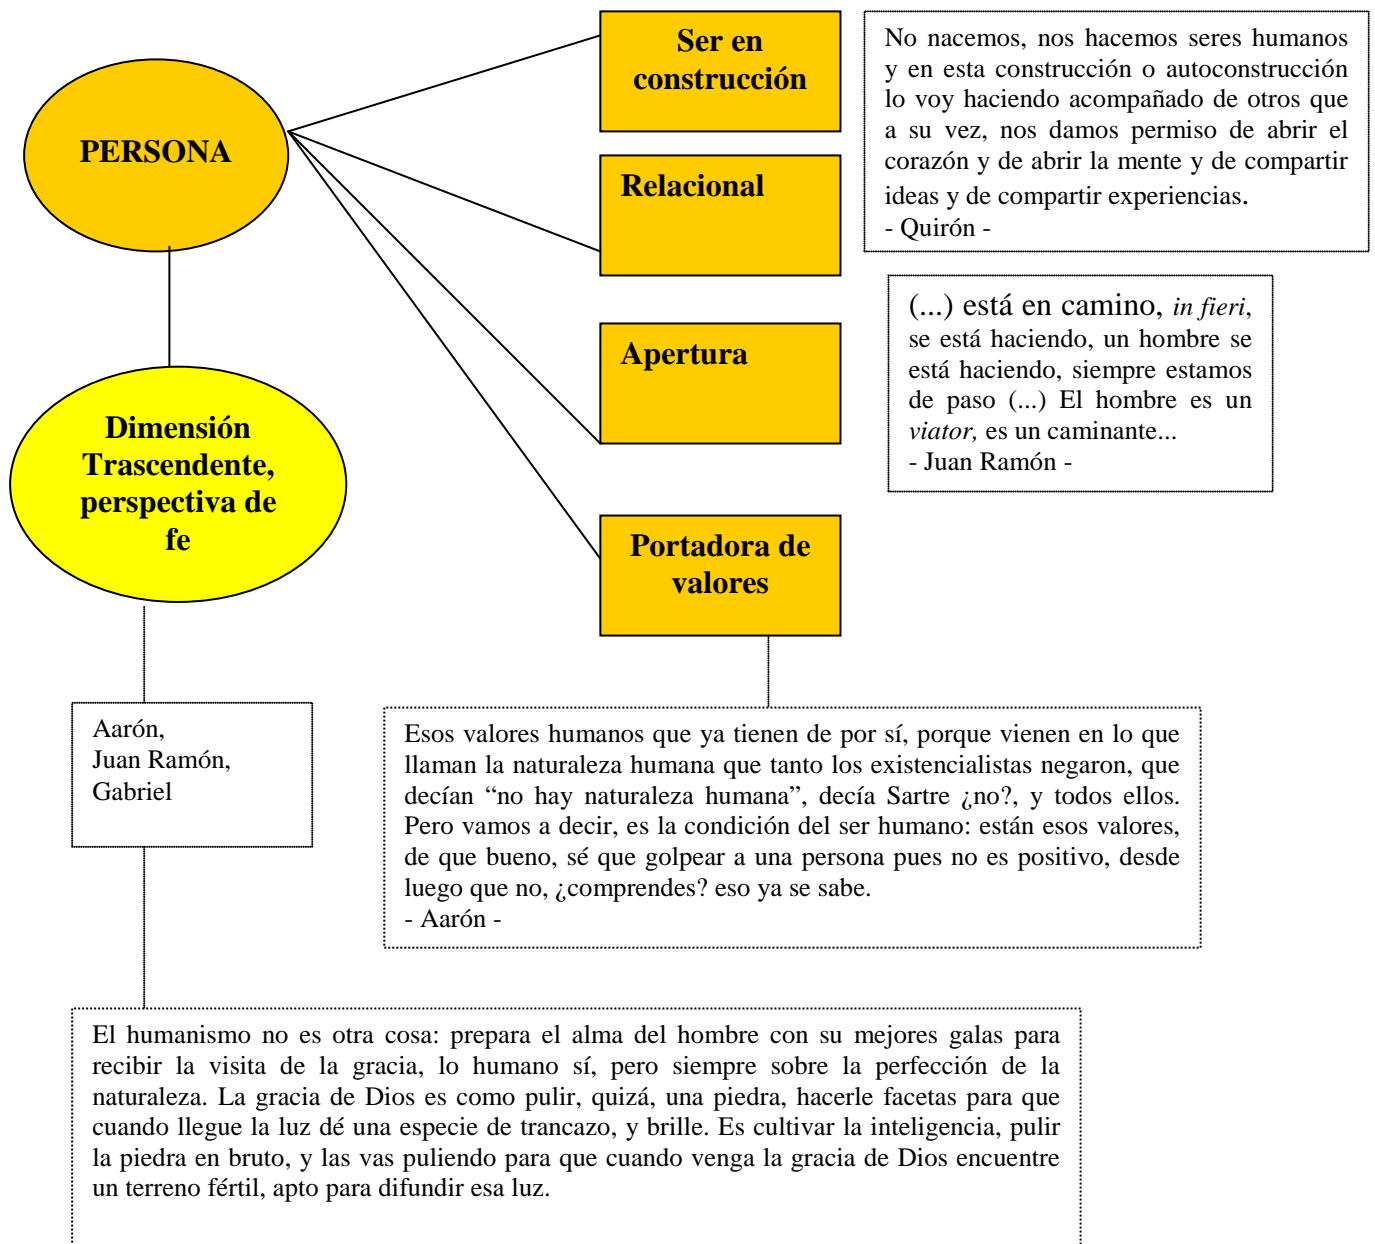 PERSONA
Ser en
construcción
No nacemos, nos hacemos seres humanos
y en esta construcción o autoconstrucción
lo voy haciendo acompañado de otros que
a su vez, nos damos permiso de abrir el
corazón y de abrir la mente y de compartir
ideas y de compartir experiencias.
- Quirón -
Relacional
(...) está en camino, in fieri,
se está haciendo, un hombre se
está haciendo, siempre estamos
de paso (...) El hombre es un
viator, es un caminante...
- Juan Ramón -
Apertura
Dimensión
Trascendente,
perspectiva de
fe
Portadora de
valores
Aarón,
Juan Ramón,
Gabriel
Esos valores humanos que ya tienen de por sí, porque vienen en lo que
llaman la naturaleza humana que tanto los existencialistas negaron, que
decían “no hay naturaleza humana”, decía Sartre ¿no?, y todos ellos.
Pero vamos a decir, es la condición del ser humano: están esos valores,
de que bueno, sé que golpear a una persona pues no es positivo, desde
luego que no, ¿comprendes? eso ya se sabe.
- Aarón -
El humanismo no es otra cosa: prepara el alma del hombre con su mejores galas para
recibir la visita de la gracia, lo humano sí, pero siempre sobre la perfección de la
naturaleza. La gracia de Dios es como pulir, quizá, una piedra, hacerle facetas para que
cuando llegue la luz dé una especie de trancazo, y brille. Es cultivar la inteligencia, pulir
la piedra en bruto, y las vas puliendo para que cuando venga la gracia de Dios encuentre
un terreno fértil, apto para difundir esa luz.